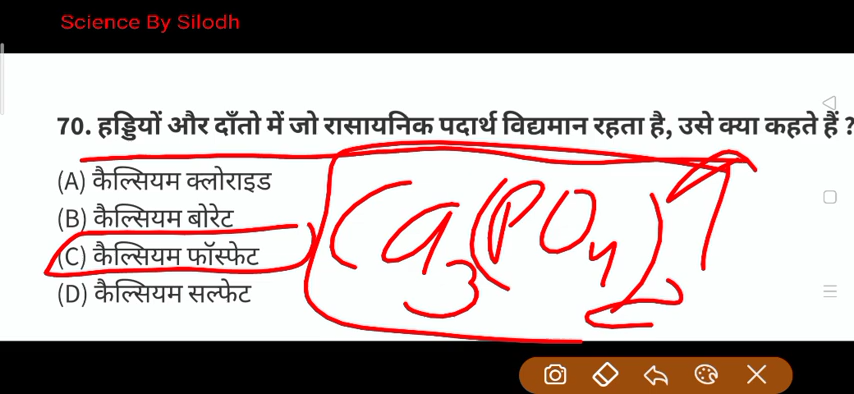 Science By Silodh
70. हड्डियों और दाँतो में जो रासायनिक पदार्थ विद्यमान रहता है, उसे क्या कहते हैं ?
(A) कैल्सियम क्लोराइड
(B) कैल्सियम बोरेट
(C) कैल्सियम फॉस्फेट
(D) कैल्सियम सल्फेट
Ca3(PO4)2